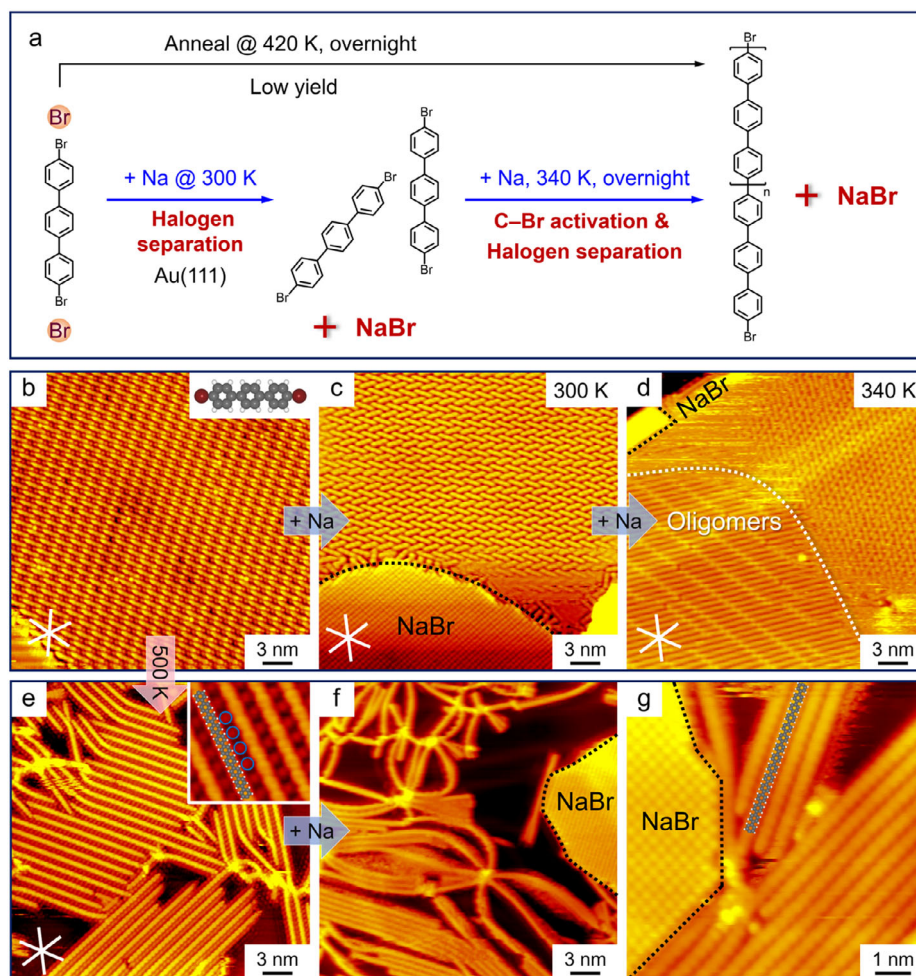 a
Anneal @ 420 K, overnight
Low yield
Br
Br
Br
Br
+ Na @ 300 K
Halogen
separation
Au(111)
Br
Br
Br
Br
+ NaBr
+ Na, 340 K, overnight
C–Br activation &
Halogen separation
Br
n
Br
+ NaBr
b
3 nm
+ Na
c
300 K
NaBr
3 nm
+ Na
d
340 K
NaBr
Oligomers
3 nm
500 K
e
3 nm
+ Na
f
NaBr
3 nm
g
NaBr
1 nm